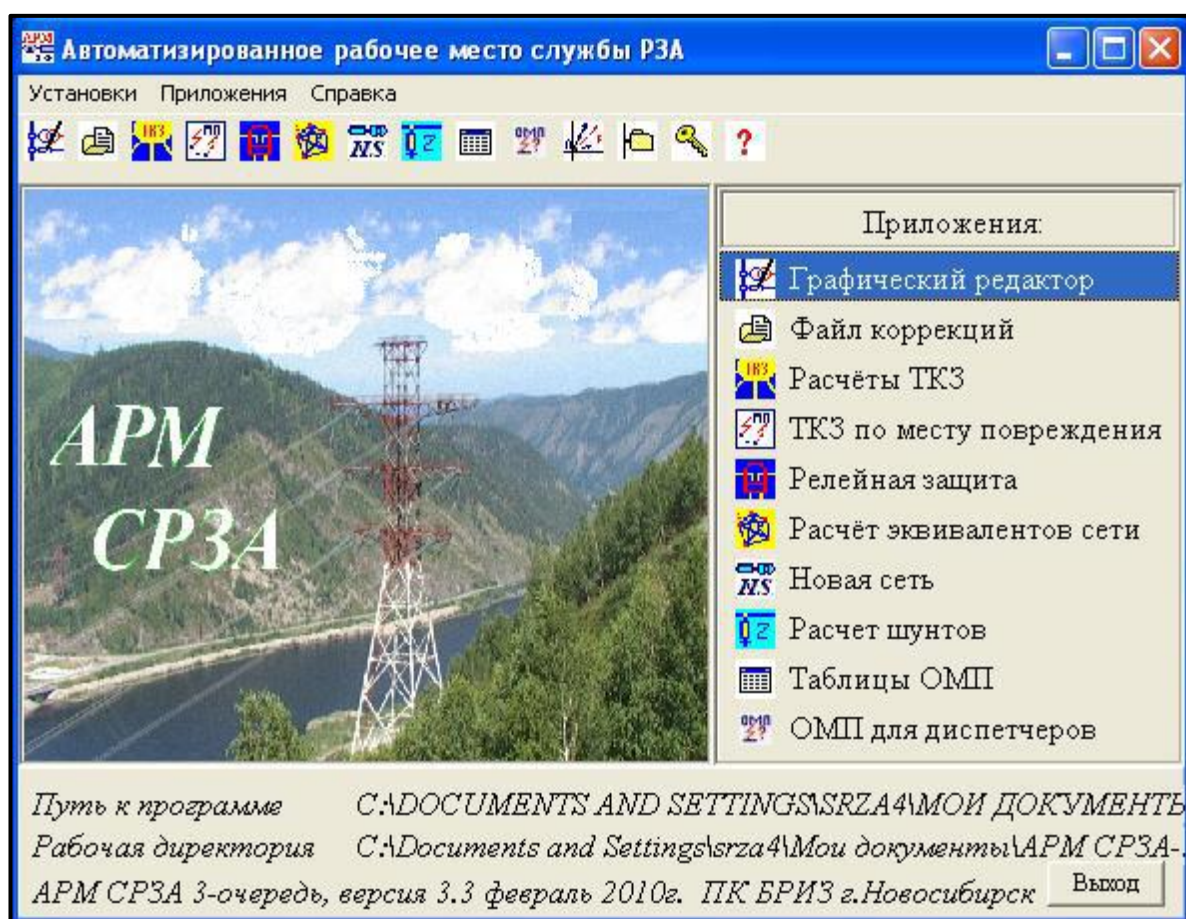 Автоматизированное рабочее место службы РЗА
Установки Приложения Справка
АРМ
СРЗА
Приложения:
Графический редактор
Файл коррекций
Расчёты ТКЗ
ТКЗ по месту повреждения
Релейная защита
Расчёт эквивалентов сети
Новая сеть
Расчет шунтов
Таблицы ОМП
ОМП для диспетчеров
Путь к программе C:\DOCUMENTS AND SETTINGS\SRZA4\МОИ ДОКУМЕНТЫ
Рабочая директория C:\Documents and Settings\srza4\Мои документы\АРМ СРЗА-
АРМ СРЗА 3-очередь, версия 3.3 февраль 2010г. ПК БРИЗ г.Новосибирск Выход